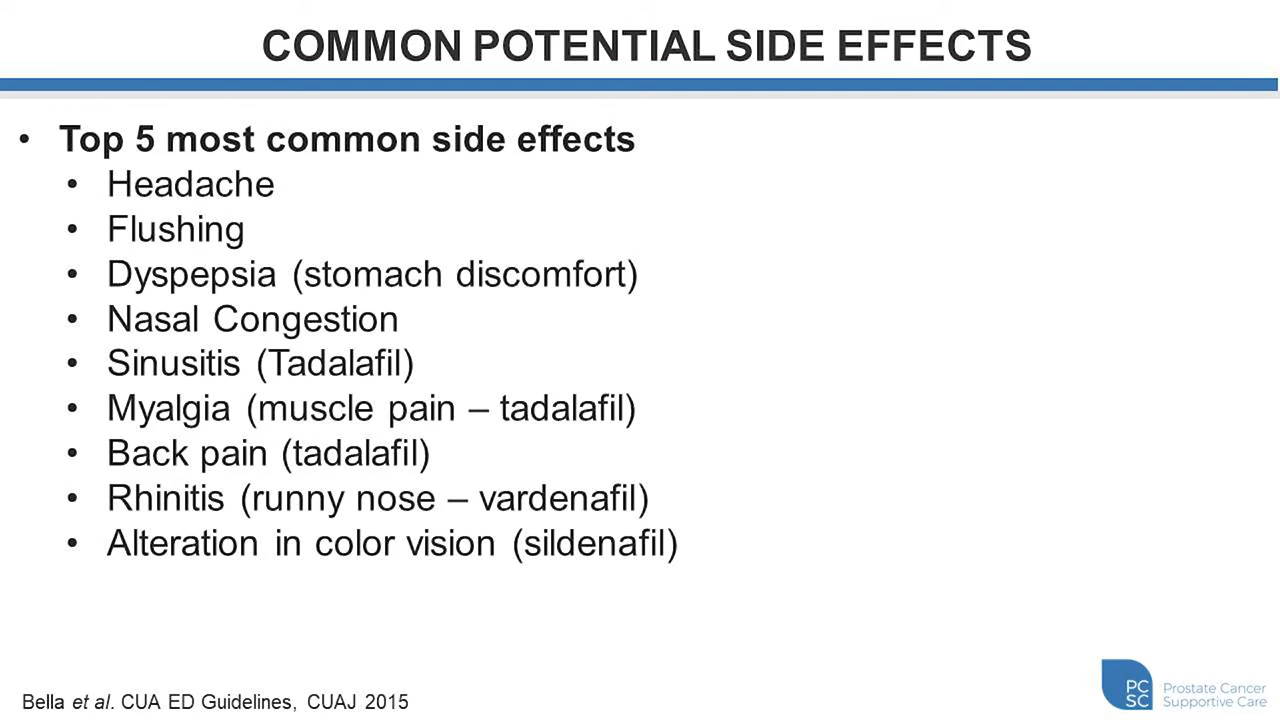 COMMON POTENTIAL SIDE EFFECTS
• Top 5 most common side effects
• Headache
• Flushing
• Dyspepsia (stomach discomfort)
• Nasal Congestion
• Sinusitis (Tadalafil)
• Myalgia (muscle pain – tadalafil)
• Back pain (tadalafil)
• Rhinitis (runny nose – vardenafil)
• Alteration in color vision (sildenafil)
Bella et al. CUA ED Guidelines, CUAJ 2015
PC
SC
Prostate Cancer
Supportive Care